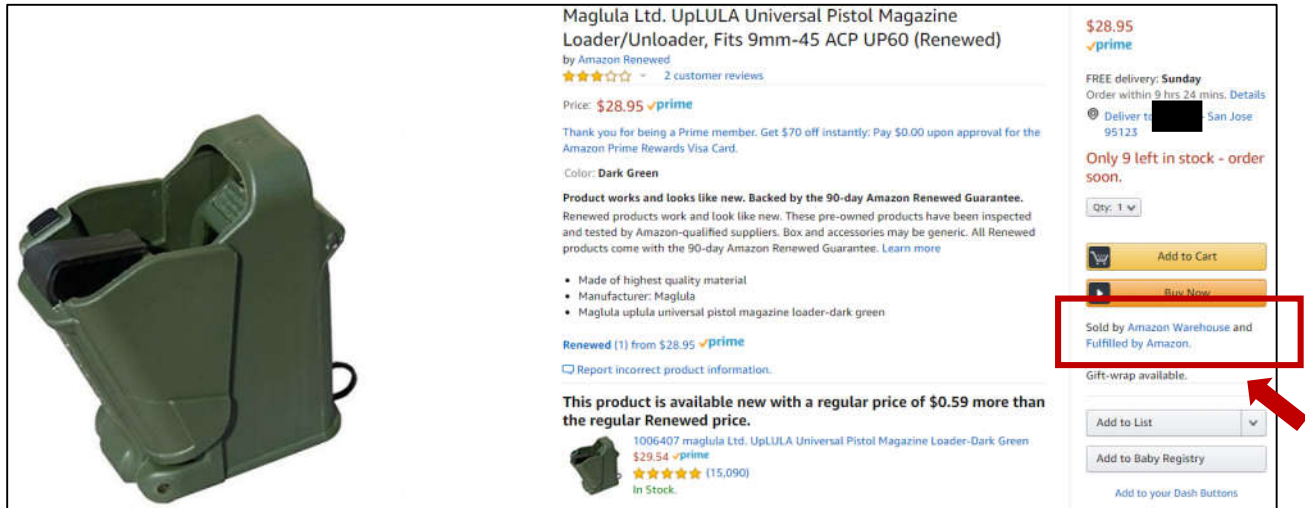 Maglula Ltd. UpLULA Universal Pistol Magazine
Loader/Unloader, Fits 9mm-45 ACP UP60 (Renewed)
by Amazon Renewed
2 customer reviews
Price: $28.95 prime
Thank you for being a Prime member. Get $70 off instantly: Pay $0.00 upon approval for the
Amazon Prime Rewards Visa Card.
Color: Dark Green
Product works and looks like new. Backed by the 90-day Amazon Renewed Guarantee.
Renewed products work and look like new. These pre-owned products have been inspected
and tested by Amazon-qualified suppliers. Box and accessories may be generic. All Renewed
products come with the 90-day Amazon Renewed Guarantee. Learn more
• Made of highest quality material
• Manufacturer: Maglula
• Maglula uplula universal pistol magazine loader-dark green
Renewed (1) from $28.95 prime
Report incorrect product information.
This product is available new with a regular price of $0.59 more than
the regular Renewed price.
1006407 maglula Ltd. UpLULA Universal Pistol Magazine Loader-Dark Green
$29.54 prime
(15,090)
In Stock.
$28.95
prime
FREE delivery: Sunday
Order within 9 hrs 24 mins. Details
Deliver to - San Jose
95123
Only 9 left in stock - order
soon.
Qty: 1
Add to Cart
Buy Now
Sold by Amazon Warehouse and
Fulfilled by Amazon.
Gift-wrap available.
Add to List
Add to Baby Registry
Add to your Dash Buttons